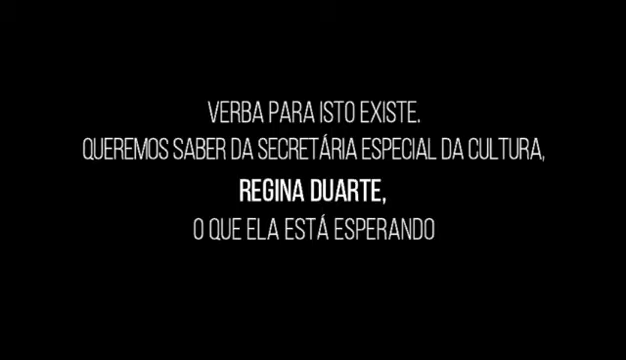 VERBA PARA ISTO EXISTE.
QUEREMOS SABER DA SECRETÁRIA ESPECIAL DA CULTURA,
REGINA DUARTE,
O QUE ELA ESTÁ ESPERANDO